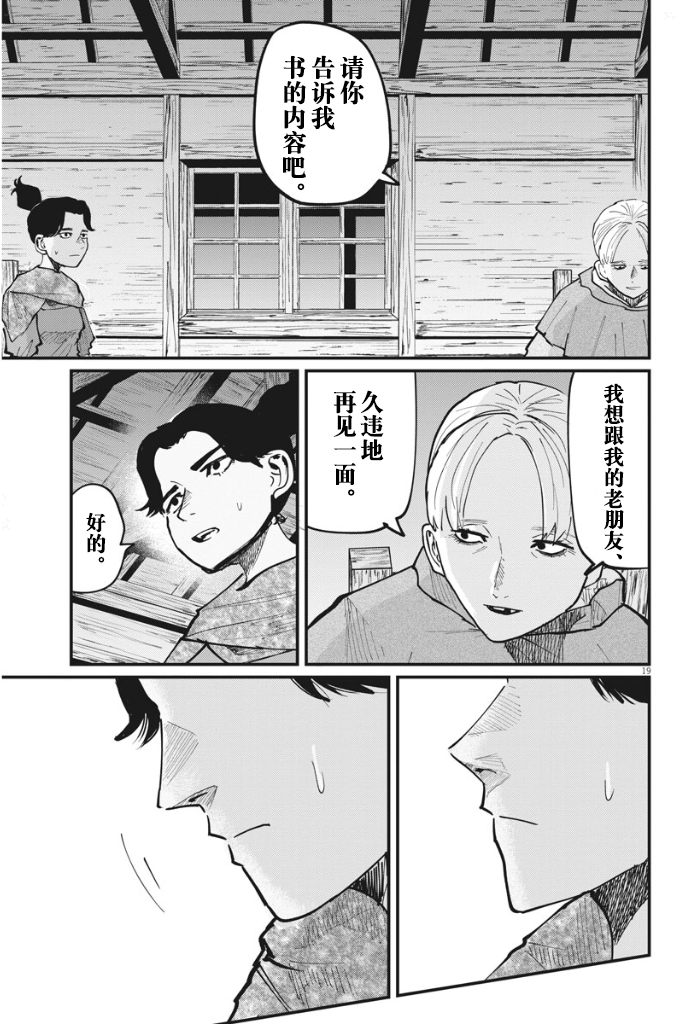 请你
告诉我
书的内容吧。
我想跟我的老朋友、
久违地
再见一面。
好的。
19